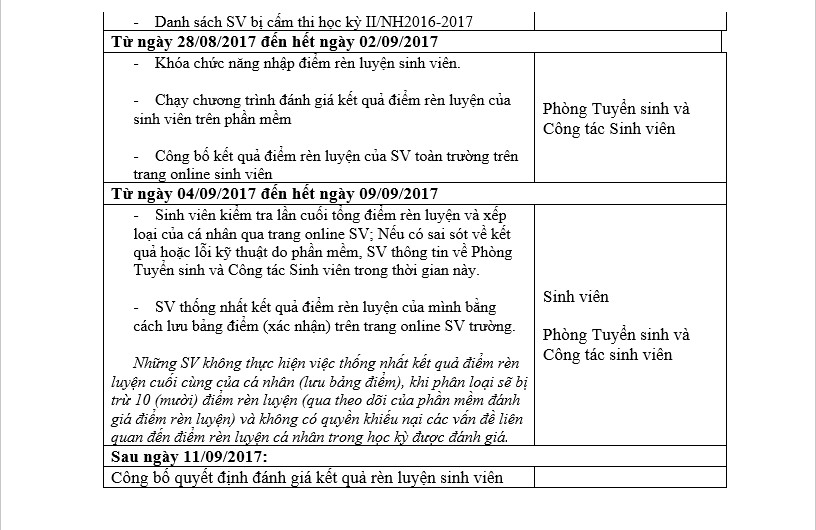 - Danh sách SV bị cấm thi học kỳ II/NH2016-2017
Từ ngày 28/08/2017 đến hết ngày 02/09/2017
- Khóa chức năng nhập điểm rèn luyện sinh viên.
- Chạy chương trình đánh giá kết quả điểm rèn luyện của
sinh viên trên phần mềm
- Công bố kết quả điểm rèn luyện của SV toàn trường trên
trang online sinh viên
Phòng Tuyển sinh và
Công tác Sinh viên
Từ ngày 04/09/2017 đến hết ngày 09/09/2017
- Sinh viên kiểm tra lần cuối tổng điểm rèn luyện và xếp
loại của cá nhân qua trang online SV; Nếu có sai sót về kết
quả hoặc lỗi kỹ thuật do phần mềm, SV thông tin về Phòng
Tuyển sinh và Công tác Sinh viên trong thời gian này.
- SV thống nhất kết quả điểm rèn luyện của mình bằng
cách lưu bảng điểm (xác nhận) trên trang online SV trường.
Những SV không thực hiện việc thống nhất kết quả điểm rèn
luyện cuối cùng của cá nhân (lưu bảng điểm), khi phân loại sẽ bị
trừ 10 (mười) điểm rèn luyện (qua theo dõi của phần mềm đánh
giá điểm rèn luyện) và không có quyền khiếu nại các vấn đề liên
quan đến điểm rèn luyện cá nhân trong học kỳ được đánh giá.
Sinh viên
Phòng Tuyển sinh và
Công tác sinh viên
Sau ngày 11/09/2017:
Công bố quyết định đánh giá kết quả rèn luyện sinh viên